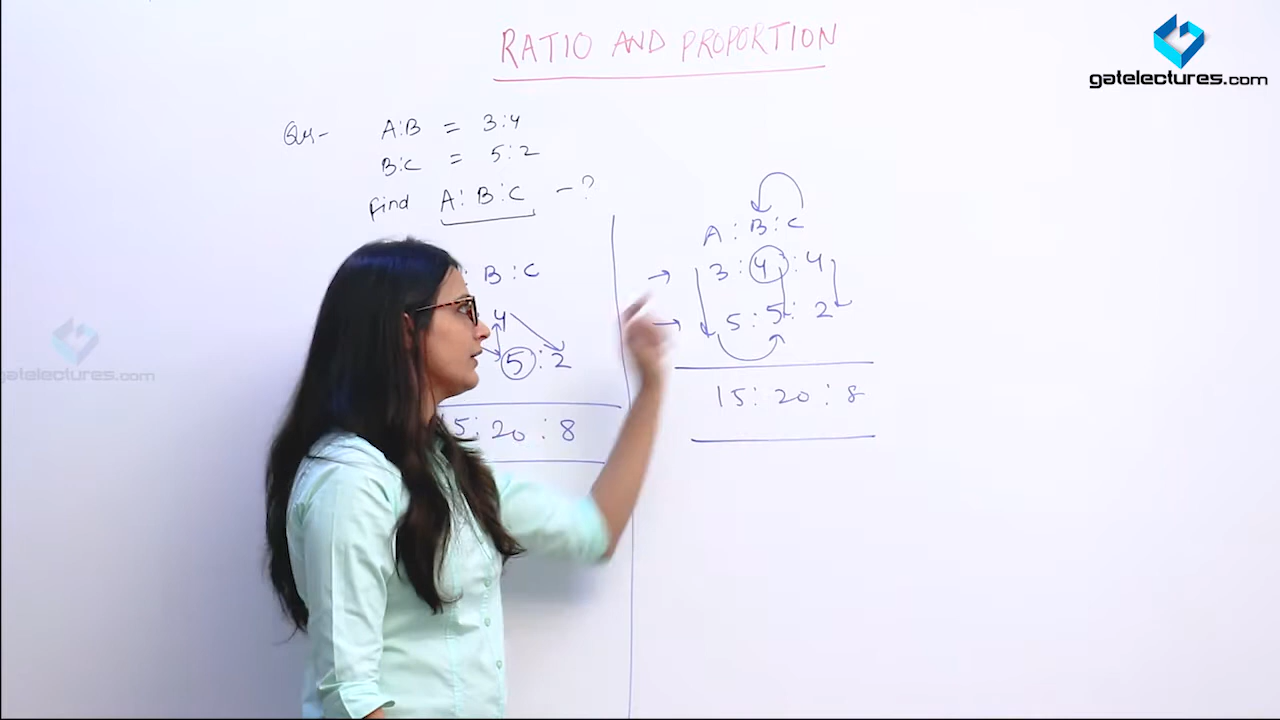 RATIO AND PROPORTION
gatelectures.com
Qus- A:B = 3:4
B:C = 5:2
find A:B:C - ?
: B : C
4
5 : 2
5 : 20 : 8
A : B : C
→ 3 : 4 : 4
→ 5 : 5 : 2
15 : 20 : 8
gatelectures.com